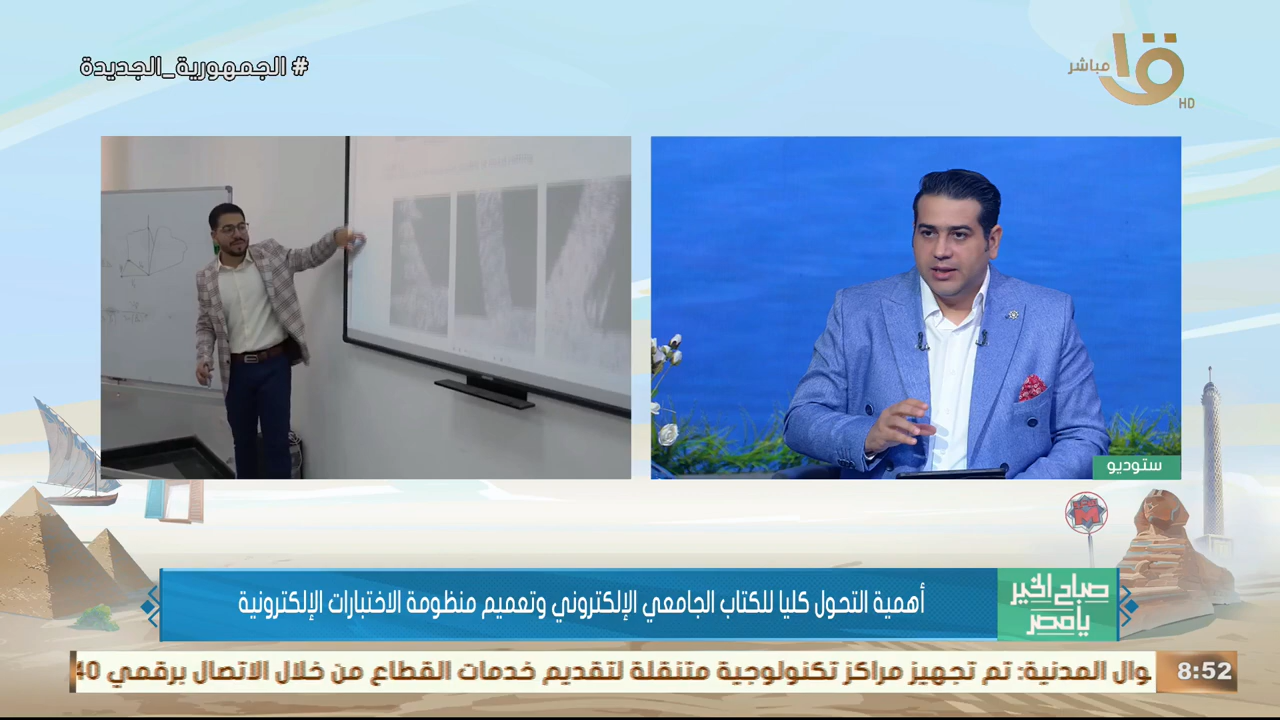 # الجمهورية_الجديدة
مباشر
HD
ستوديو
صباح الخير
يا مصر
أهمية التحول كليا للكتاب الجامعي الإلكتروني وتعميم منظومة الاختبارات الإلكترونية
8:52
وال المدنية: تم تجهيز مراكز تكنولوجية متنقلة لتقديم خدمات القطاع من خلال الاتصال برقمي 40